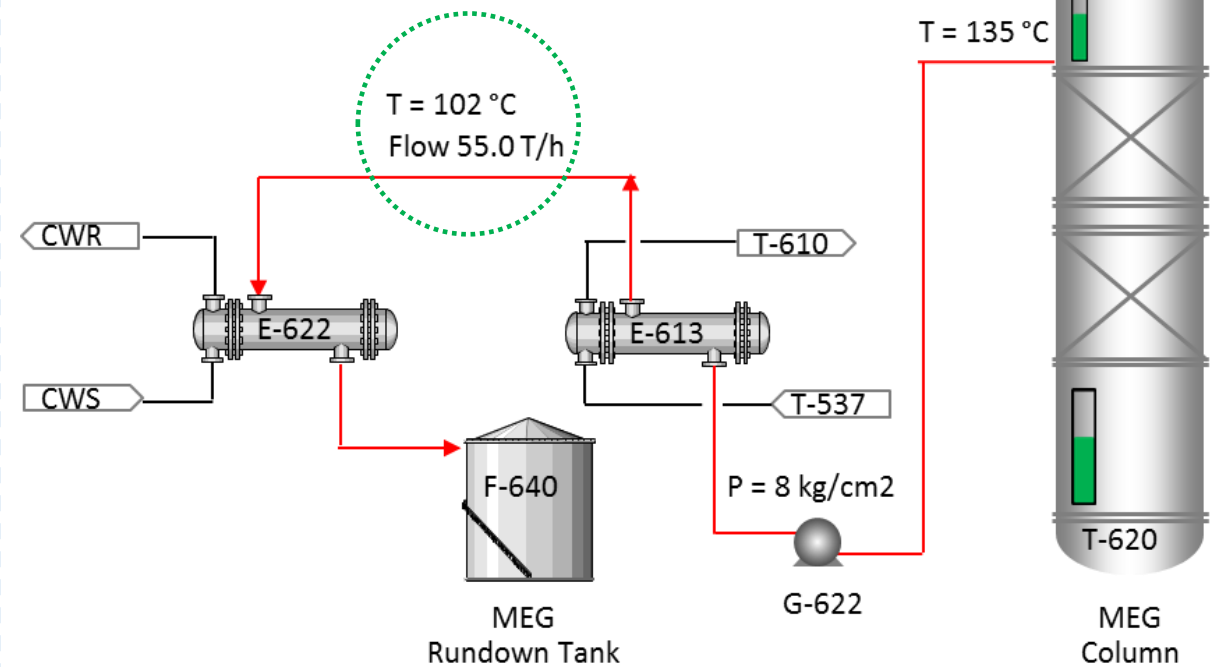 T = 135 °C
T = 102 °C
Flow 55.0 T/h
CWR
T-610
E-622
E-613
CWS
T-537
F-640
P = 8 kg/cm2
T-620
G-622
MEG
Rundown Tank
MEG
Column